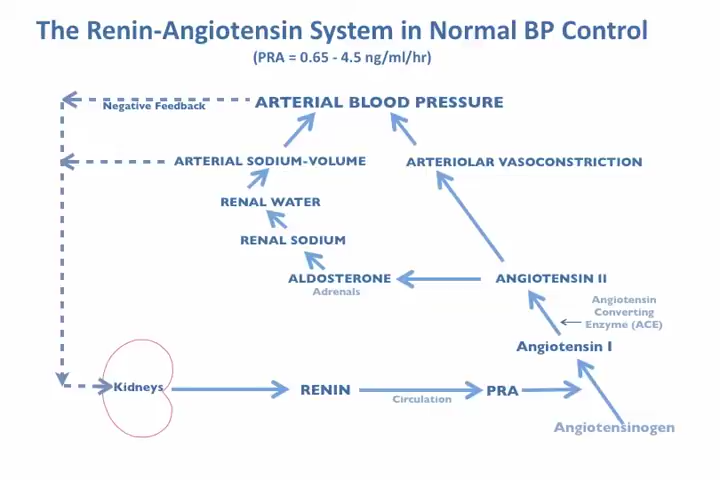 The Renin-Angiotensin System in Normal BP Control
(PRA = 0.65 - 4.5 ng/ml/hr)
ARTERIAL BLOOD PRESSURE
Negative Feedback
ARTERIAL SODIUM-VOLUME
ARTERIOLAR VASOCONSTRICTION
RENAL WATER
RENAL SODIUM
ALDOSTERONE
Adrenals
ANGIOTENSIN II
Angiotensin
Converting
Enzyme (ACE)
Angiotensin I
Kidneys
RENIN
Circulation
PRA
Angiotensinogen